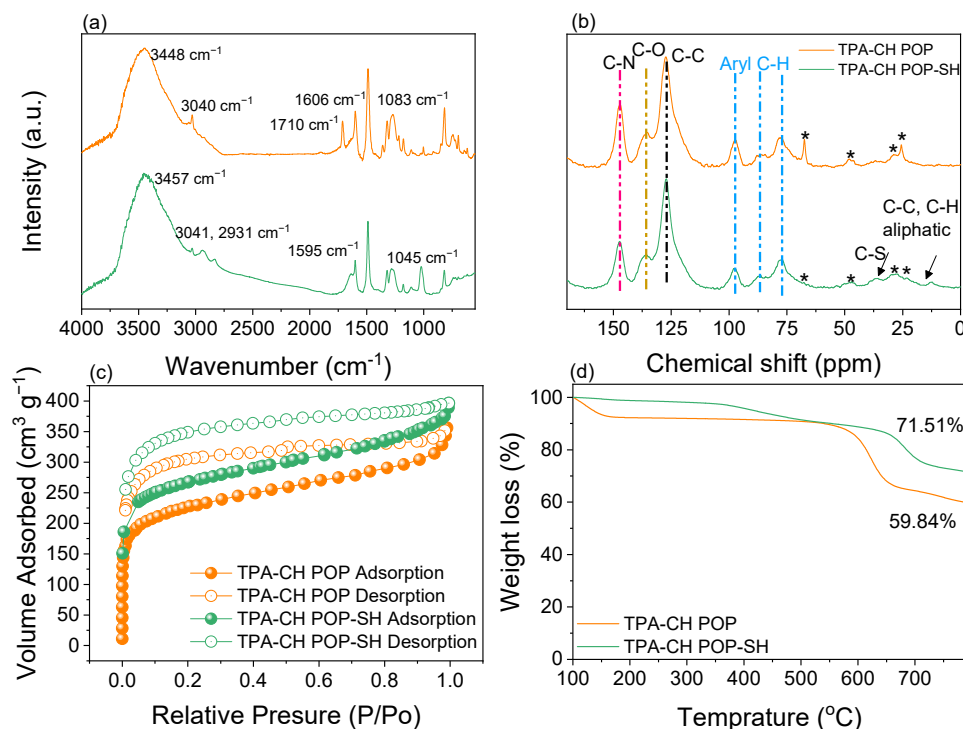 (a)
3448 cm⁻¹
3040 cm⁻¹
1606 cm⁻¹
1083 cm⁻¹
1710 cm⁻¹
3457 cm⁻¹
3041, 2931 cm⁻¹
1595 cm⁻¹
1045 cm⁻¹
Intensity (a.u.)
4000 3500 3000 2500 2000 1500 1000
Wavenumber (cm⁻¹)
(b)
TPA-CH POP
TPA-CH POP-SH
C-N
C-O
C-C
Aryl C-H
* * * *
C-C, C-H
aliphatic
C-S
* * * *
150 125 100 75 50 25 0
Chemical shift (ppm)
(c)
Volume Adsorbed (cm³ g⁻¹)
400
350
300
250
200
150
100
50
0
TPA-CH POP Adsorption
TPA-CH POP Desorption
TPA-CH POP-SH Adsorption
TPA-CH POP-SH Desorption
0.0 0.2 0.4 0.6 0.8 1.0
Relative Presure (P/Po)
(d)
Weight loss (%)
100
80
60
40
20
0
71.51%
59.84%
TPA-CH POP
TPA-CH POP-SH
100 200 300 400 500 600 700
Temprature (ᵒC)